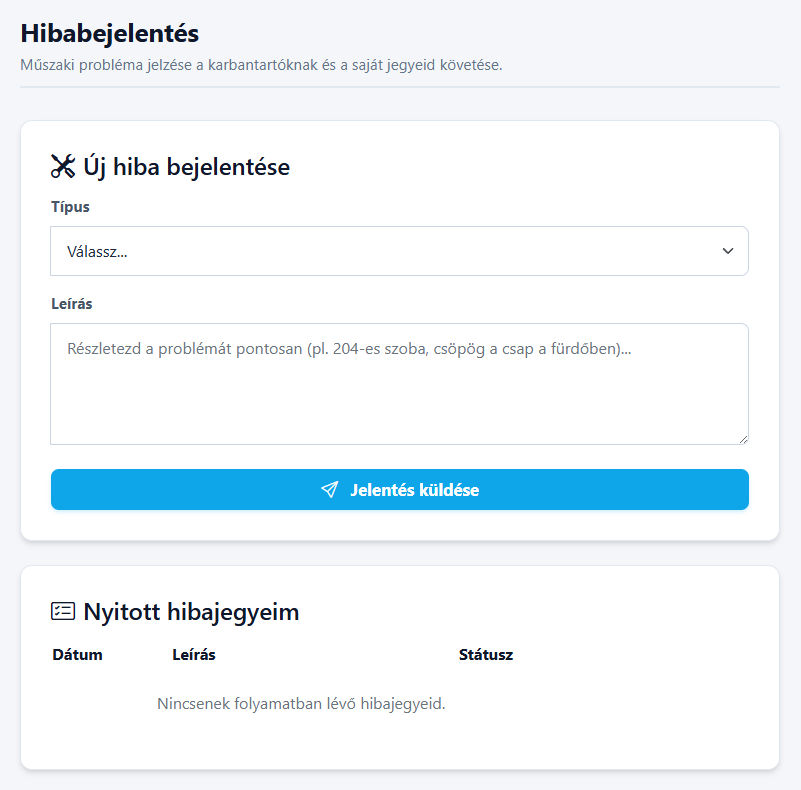 Hibabejelentés
Műszaki probléma jelzése a karbantartóknak és a saját jegyeid követése.
Új hiba bejelentése
Típus
Válassz...
Leírás
Részletezd a problémát pontosan (pl. 204-es szoba, csöpög a csap a fürdőben)...
Jelentés küldése
Nyitott hibajegyeim
Dátum Leírás Státusz
Nincsenek folyamatban lévő hibajegyeid.